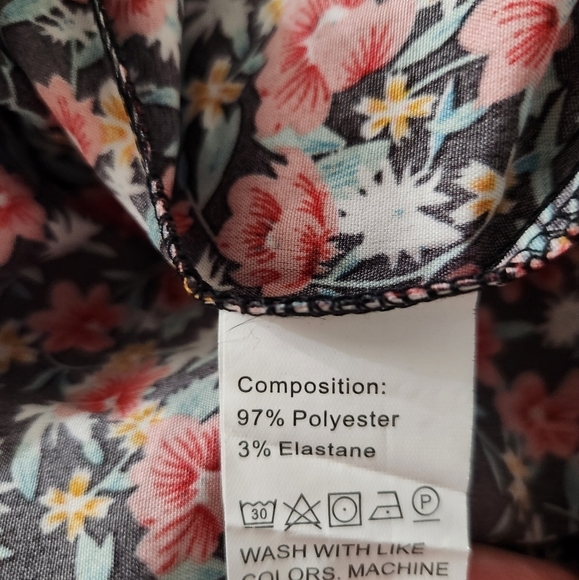 Composition:
97% Polyester
3% Elastane
30 P
WASH WITH LIKE
COLORS, MACHINE